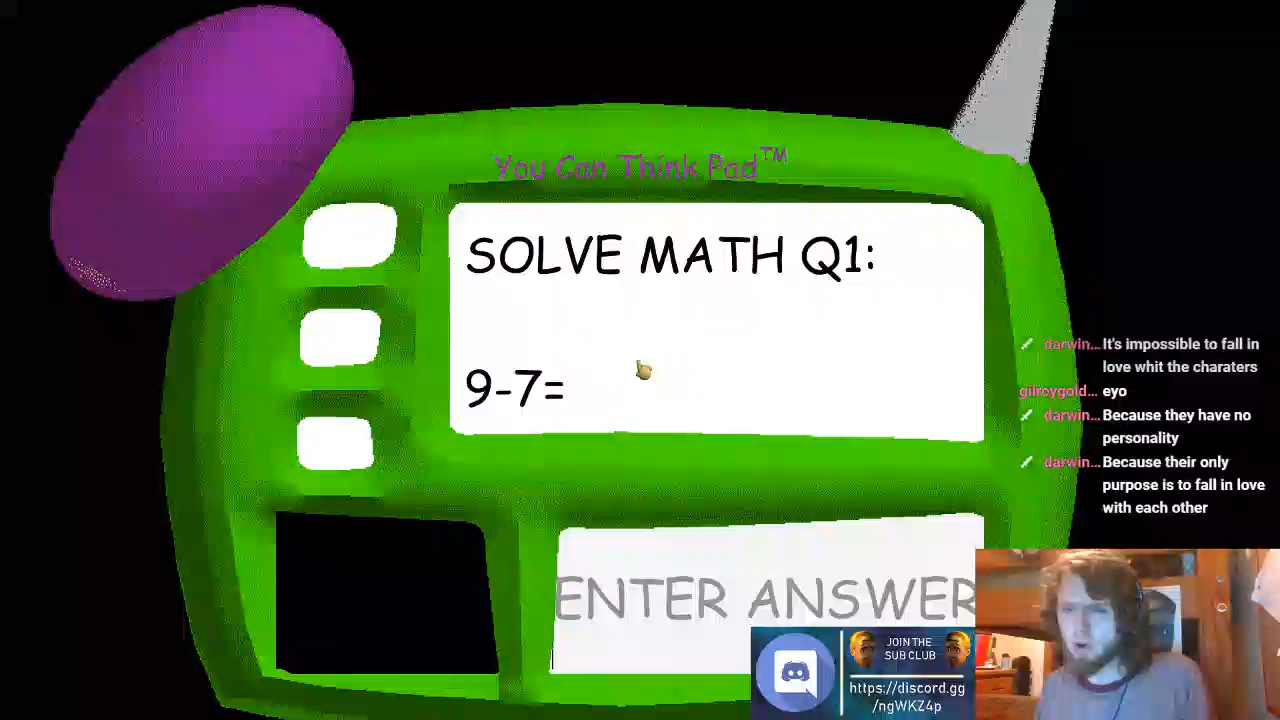 You Can Think Pad™
SOLVE MATH Q1:
9-7=
ENTER ANSWER
darwin... It's impossible to fall in
love whit the charaters
gilroygold... eyo
darwin... Because they have no
personality
darwin... Because their only
purpose is to fall in love
with each other
JOIN THE
SUB CLUB
https://discord.gg
/ngWKZ4p